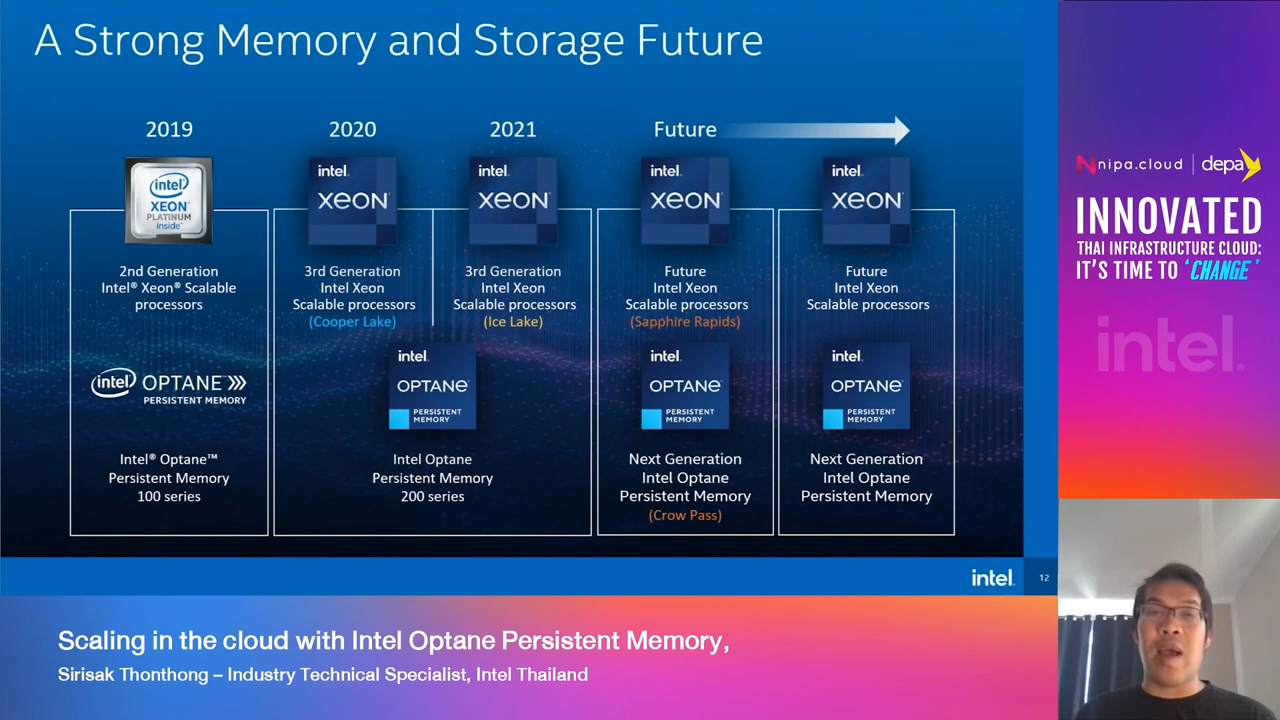 A Strong Memory and Storage Future
2019
2020
2021
Future
intel
XEON®
PLATINUM
inside™
intel.
XEON®
intel.
XEON®
intel.
XEON®
intel.
XEON®
2nd Generation
Intel® Xeon® Scalable
processors
3rd Generation
Intel Xeon
Scalable processors
(Cooper Lake)
3rd Generation
Intel Xeon
Scalable processors
(Ice Lake)
Future
Intel Xeon
Scalable processors
(Sapphire Rapids)
Future
Intel Xeon
Scalable processors
intel OPTANE
PERSISTENT MEMORY
intel.
OPTANE
PERSISTENT
MEMORY
intel.
OPTANE
PERSISTENT
MEMORY
intel.
OPTANE
PERSISTENT
MEMORY
Intel® Optane™
Persistent Memory
100 series
Intel Optane
Persistent Memory
200 series
Next Generation
Intel Optane
Persistent Memory
(Crow Pass)
Next Generation
Intel Optane
Persistent Memory
intel.
12
nipa.cloud | depa
INNOVATED
THAI INFRASTRUCTURE CLOUD:
IT'S TIME TO 'CHANGE'
intel.
Scaling in the cloud with Intel Optane Persistent Memory,
Sirisak Thonthong – Industry Technical Specialist, Intel Thailand